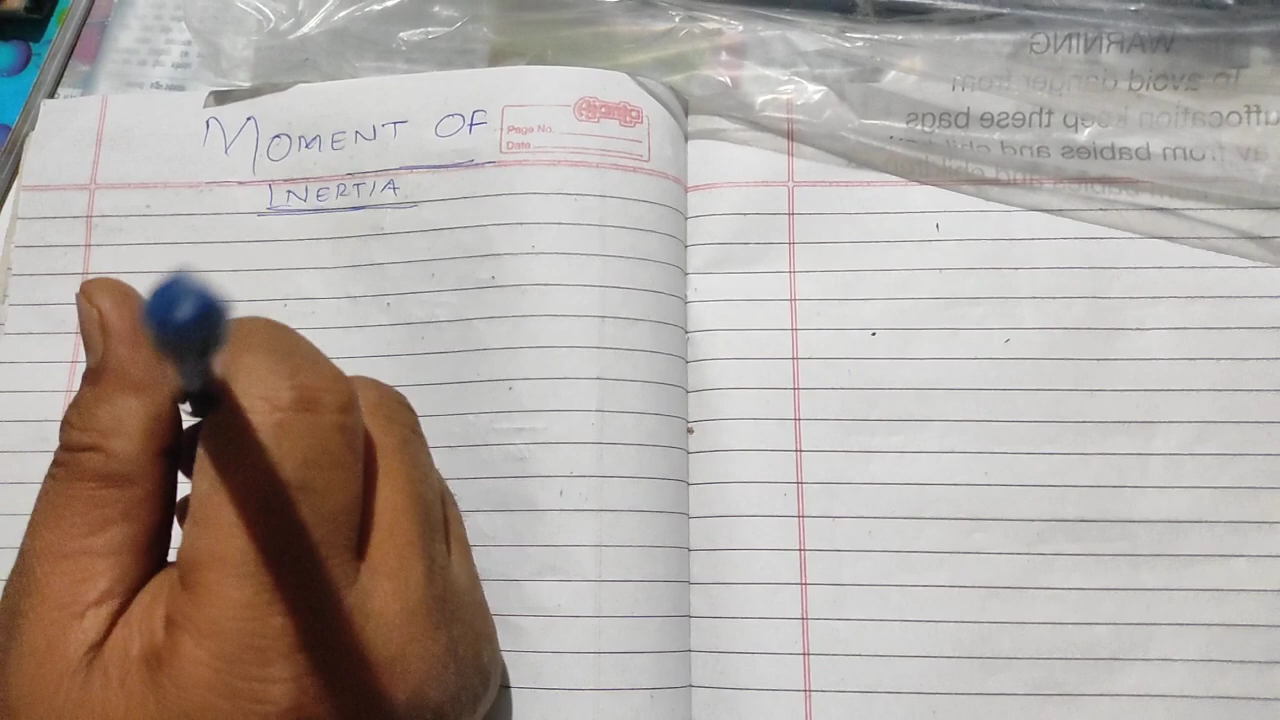 MOMENT OF
INERTIA
Ajanta
Page No.
Date
WARNING
To avoid danger from
suffocation keep these bags
away from babies and children